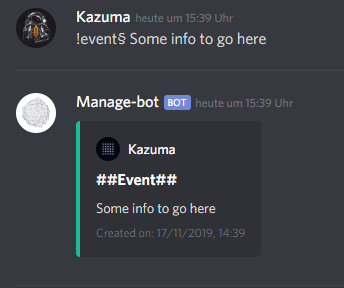 Kazuma heute um 15:39 Uhr
!event§ Some info to go here
Manage-bot BOT heute um 15:39 Uhr
Kazuma
##Event##
Some info to go here
Created on: 17/11/2019, 14:39